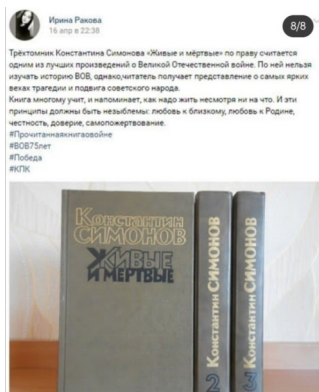 Ирина Ракова
16 апр в 22:38
8/8
Трёхтомник Константина Симонова «Живые и мёртвые» по праву считается
одним из лучших произведений о Великой Отечественной войне. По ней нельзя
изучать историю ВОВ, однако,читатель получает представление о самых ярких
вехах трагедии и подвига советского народа.
Книга многому учит, и напоминает, как надо жить несмотря ни на что. И эти
принципы должны быть незыблемы: любовь к близкому, любовь к Родине,
честность, доверие, самопожертвование.
#Прочитаннаякнигаовойне
#ВОВ75лет
#Победа
#КПК
Константин
СИМОНОВ
ЖИВЫЕ
И МЕРТВЫЕ
Константин СИМОНОВ
2
Константин СИМОНОВ
3